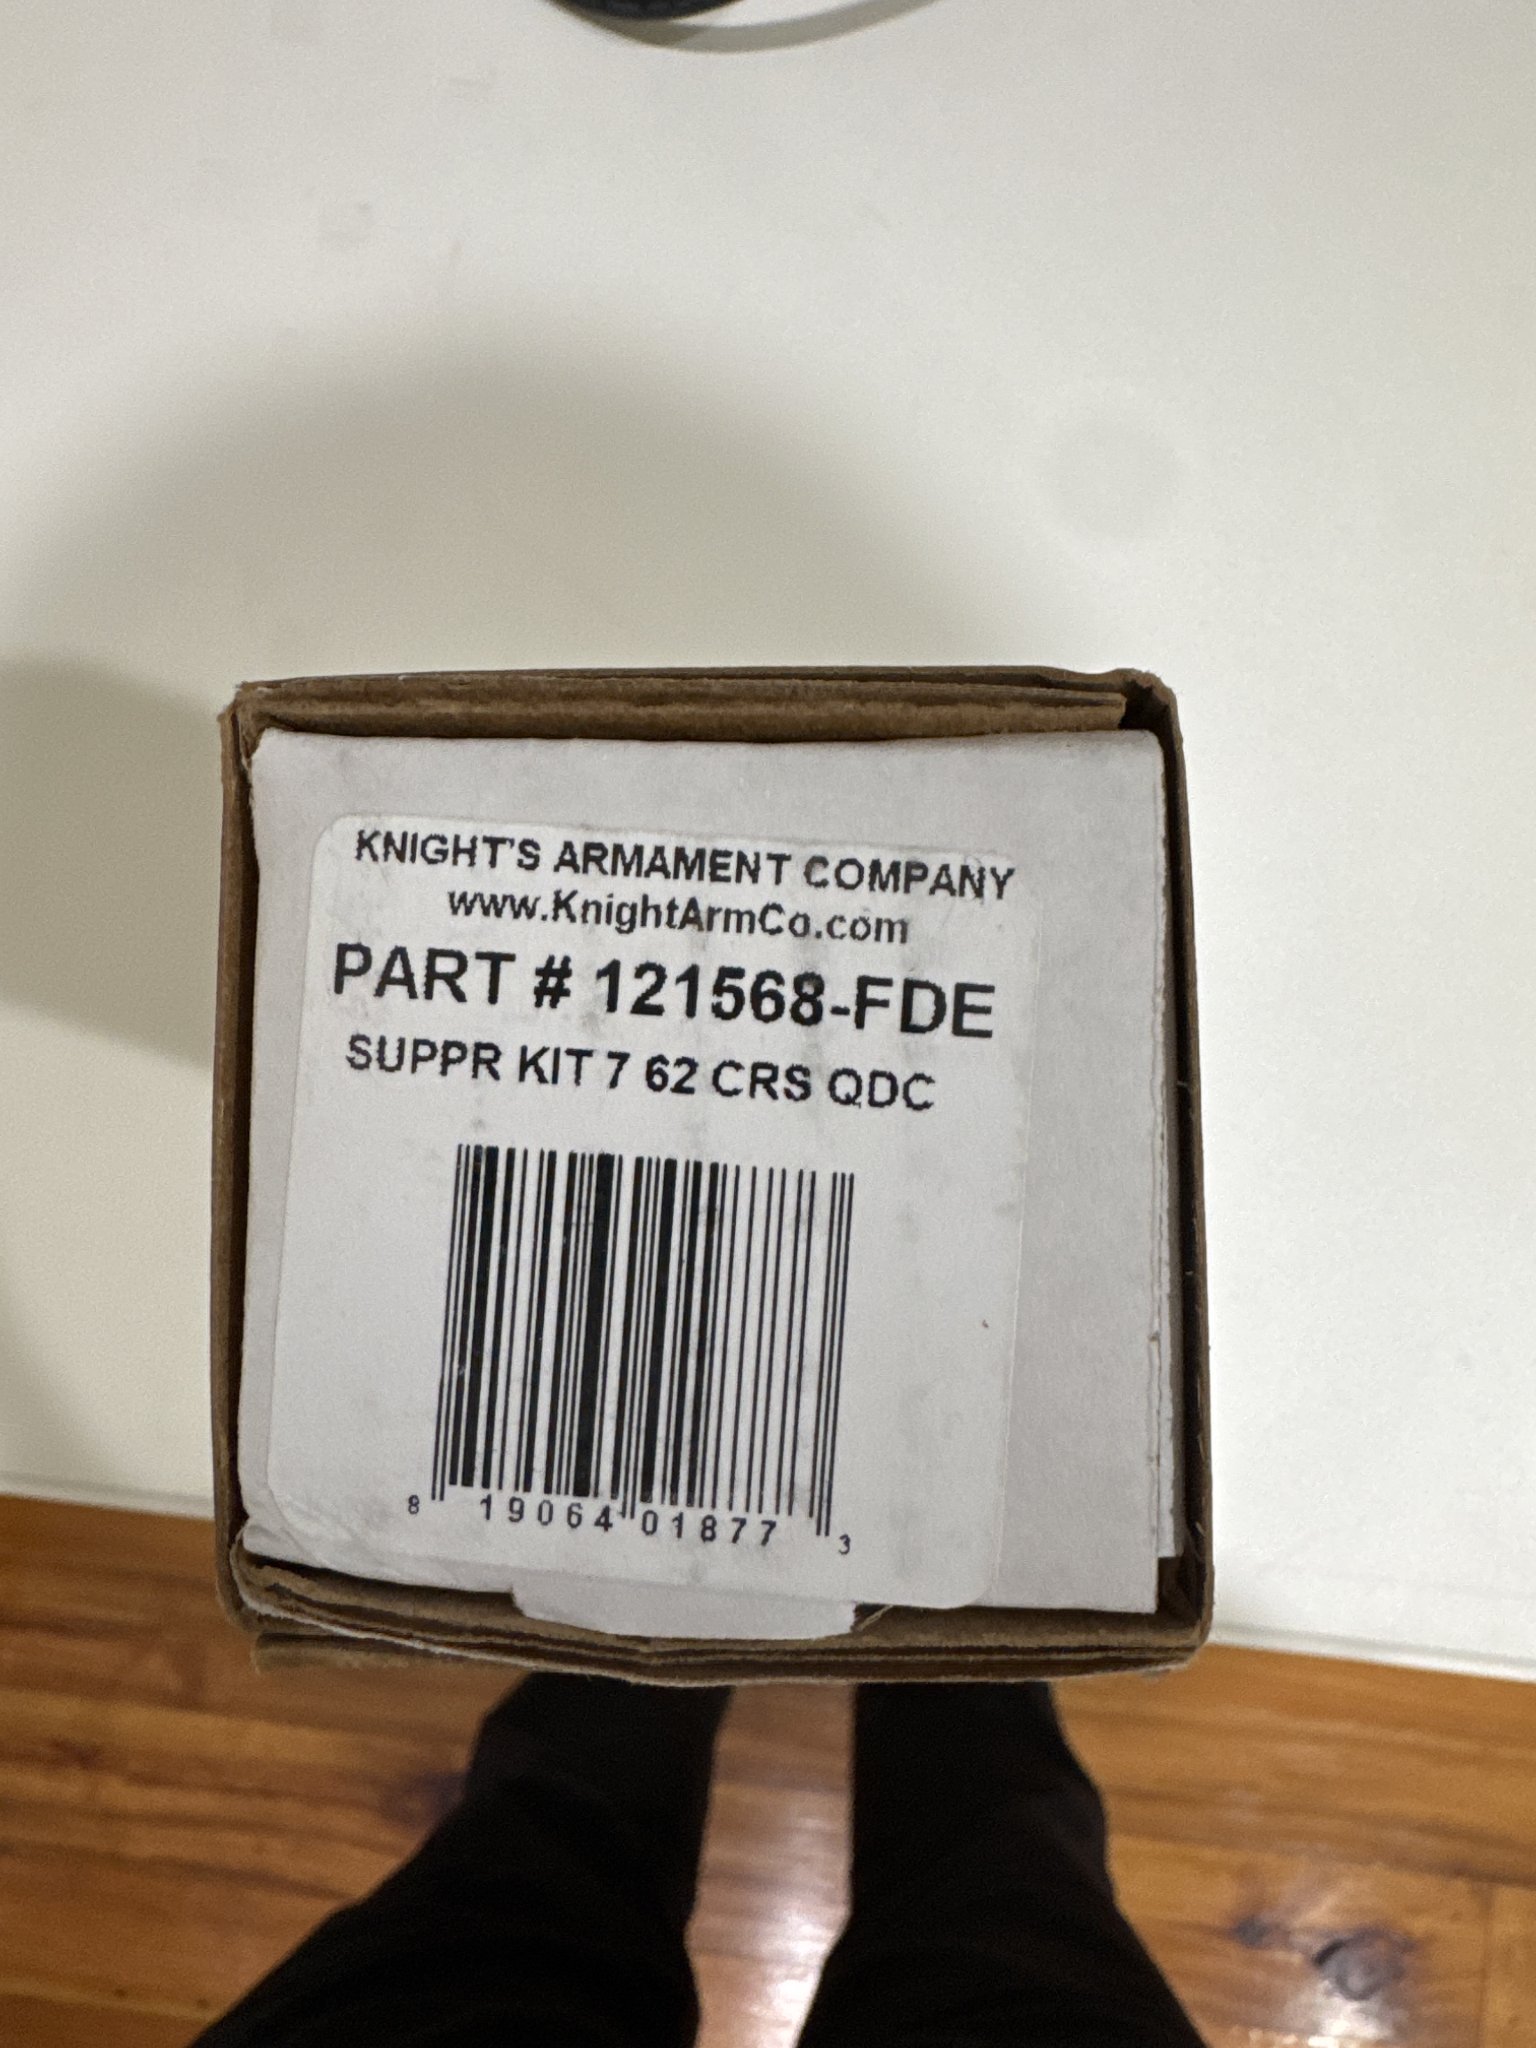 KNIGHT'S ARMAMENT COMPANY
www.KnightArmCo.com
PART # 121568-FDE
SUPPR KIT 7 62 CRS QDC
8 19064 01877 3